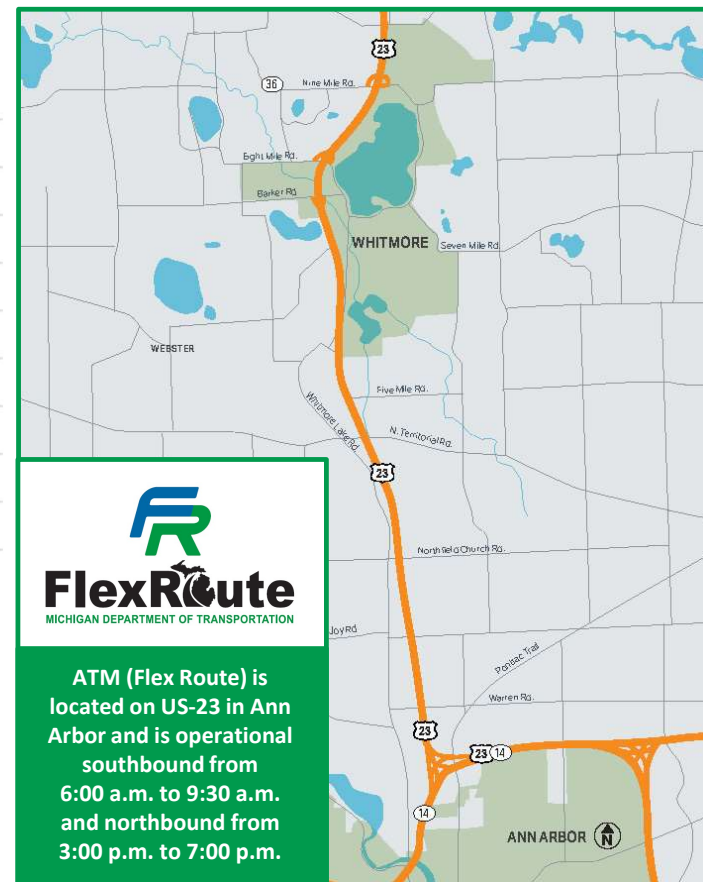 23
36
Nine Mile Rd.
Eight Mile Rd.
Barker Rd.
WHITMORE
Seven Mile Rd.
WEBSTER
Five Mile Rd.
Whitmore Lake Rd.
N. Territorial Rd.
23
Northfield Church Rd.
Joy Rd
Pontiac Trail
Warren Rd.
23
23 14
14
ANN ARBOR
N
FR
FlexRoute
MICHIGAN DEPARTMENT OF TRANSPORTATION
ATM (Flex Route) is
located on US-23 in Ann
Arbor and is operational
southbound from
6:00 a.m. to 9:30 a.m.
and northbound from
3:00 p.m. to 7:00 p.m.